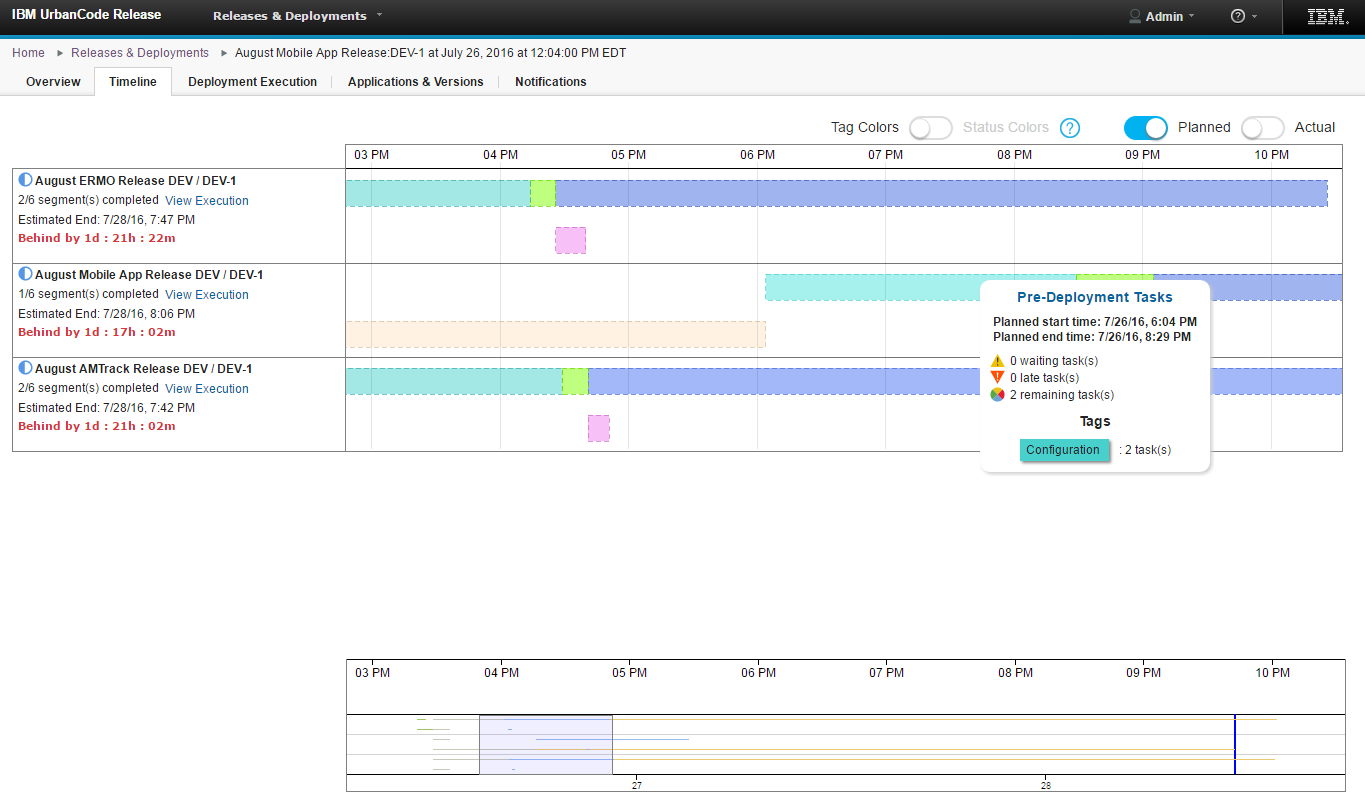 IBM UrbanCode Release Releases & Deployments Admin ? IBM.
Home Releases & Deployments August Mobile App Release:DEV-1 at July 26, 2016 at 12:04:00 PM EDT
Overview Timeline Deployment Execution Applications & Versions Notifications
Tag Colors Status Colors ? Planned Actual
03 PM 04 PM 05 PM 06 PM 07 PM 08 PM 09 PM 10 PM
August ERMO Release DEV / DEV-1
2/6 segment(s) completed View Execution
Estimated End: 7/28/16, 7:47 PM
Behind by 1d : 21h : 22m
August Mobile App Release DEV / DEV-1
1/6 segment(s) completed View Execution
Estimated End: 7/28/16, 8:06 PM
Behind by 1d : 17h : 02m
August AMTrack Release DEV / DEV-1
2/6 segment(s) completed View Execution
Estimated End: 7/28/16, 7:42 PM
Behind by 1d : 21h : 02m
Pre-Deployment Tasks
Planned start time: 7/26/16, 6:04 PM
Planned end time: 7/26/16, 8:29 PM
0 waiting task(s)
0 late task(s)
2 remaining task(s)
Tags
Configuration : 2 task(s)
03 PM 04 PM 05 PM 06 PM 07 PM 08 PM 09 PM 10 PM
27 28